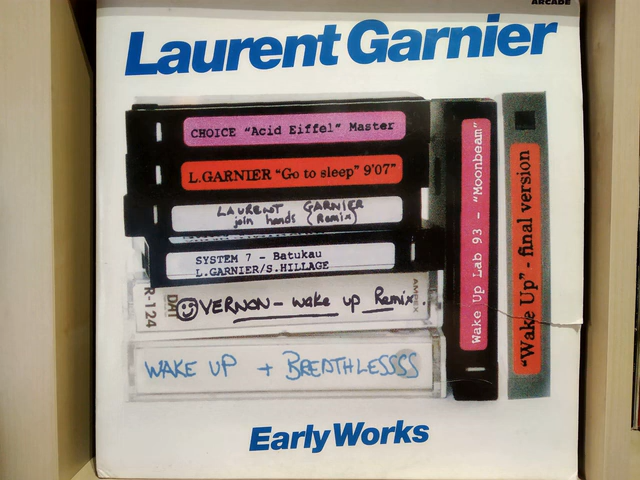 ARCADE
Laurent Garnier
CHOICE "Acid Eiffel" Master
L.GARNIER "Go to sleep" 9'07"
LAURENT GARNIER
join hands (Remix)
SYSTEM 7 - Batukau
L.GARNIER/S.HILLAGE
R-124
DAT
VERNON - wake up Remix.
AMPEX
WAKE UP + BREATHLESSSS
Wake Up Lab 93 - "Moonbeam"
"Wake Up" - final version
Early Works